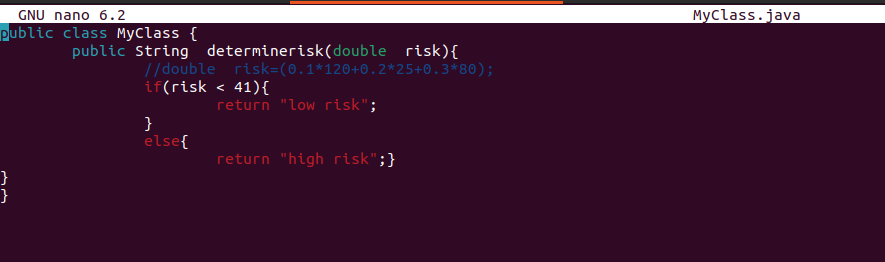 GNU nano 6.2 MyClass.java
public class MyClass {
public String  determinerisk(double  risk){
//double  risk=(0.1*120+0.2*25+0.3*80);
if(risk < 41){
return "low risk";
}
else{
return "high risk";}
}
}